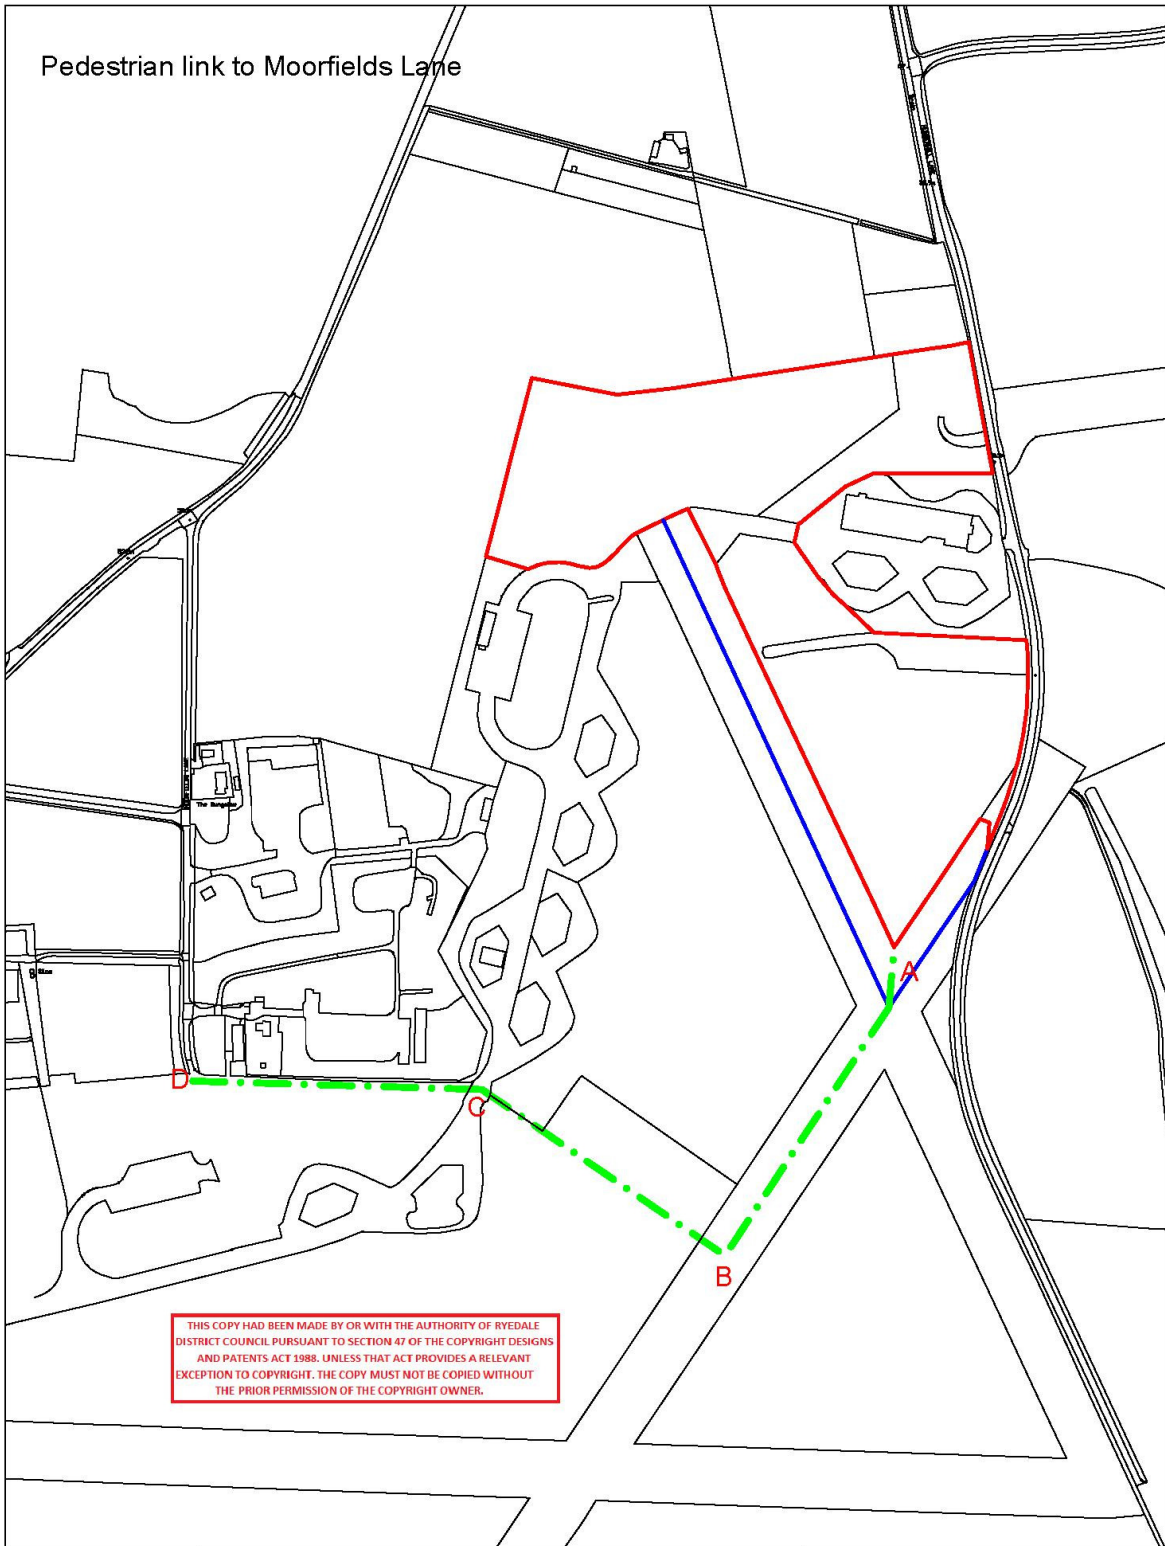 Pedestrian link to Moorfields Lane
The Bungalow
A
D
C
B
THIS COPY HAD BEEN MADE BY OR WITH THE AUTHORITY OF RYEDALE
DISTRICT COUNCIL PURSUANT TO SECTION 47 OF THE COPYRIGHT DESIGNS
AND PATENTS ACT 1988. UNLESS THAT ACT PROVIDES A RELEVANT
EXCEPTION TO COPYRIGHT. THE COPY MUST NOT BE COPIED WITHOUT
THE PRIOR PERMISSION OF THE COPYRIGHT OWNER.